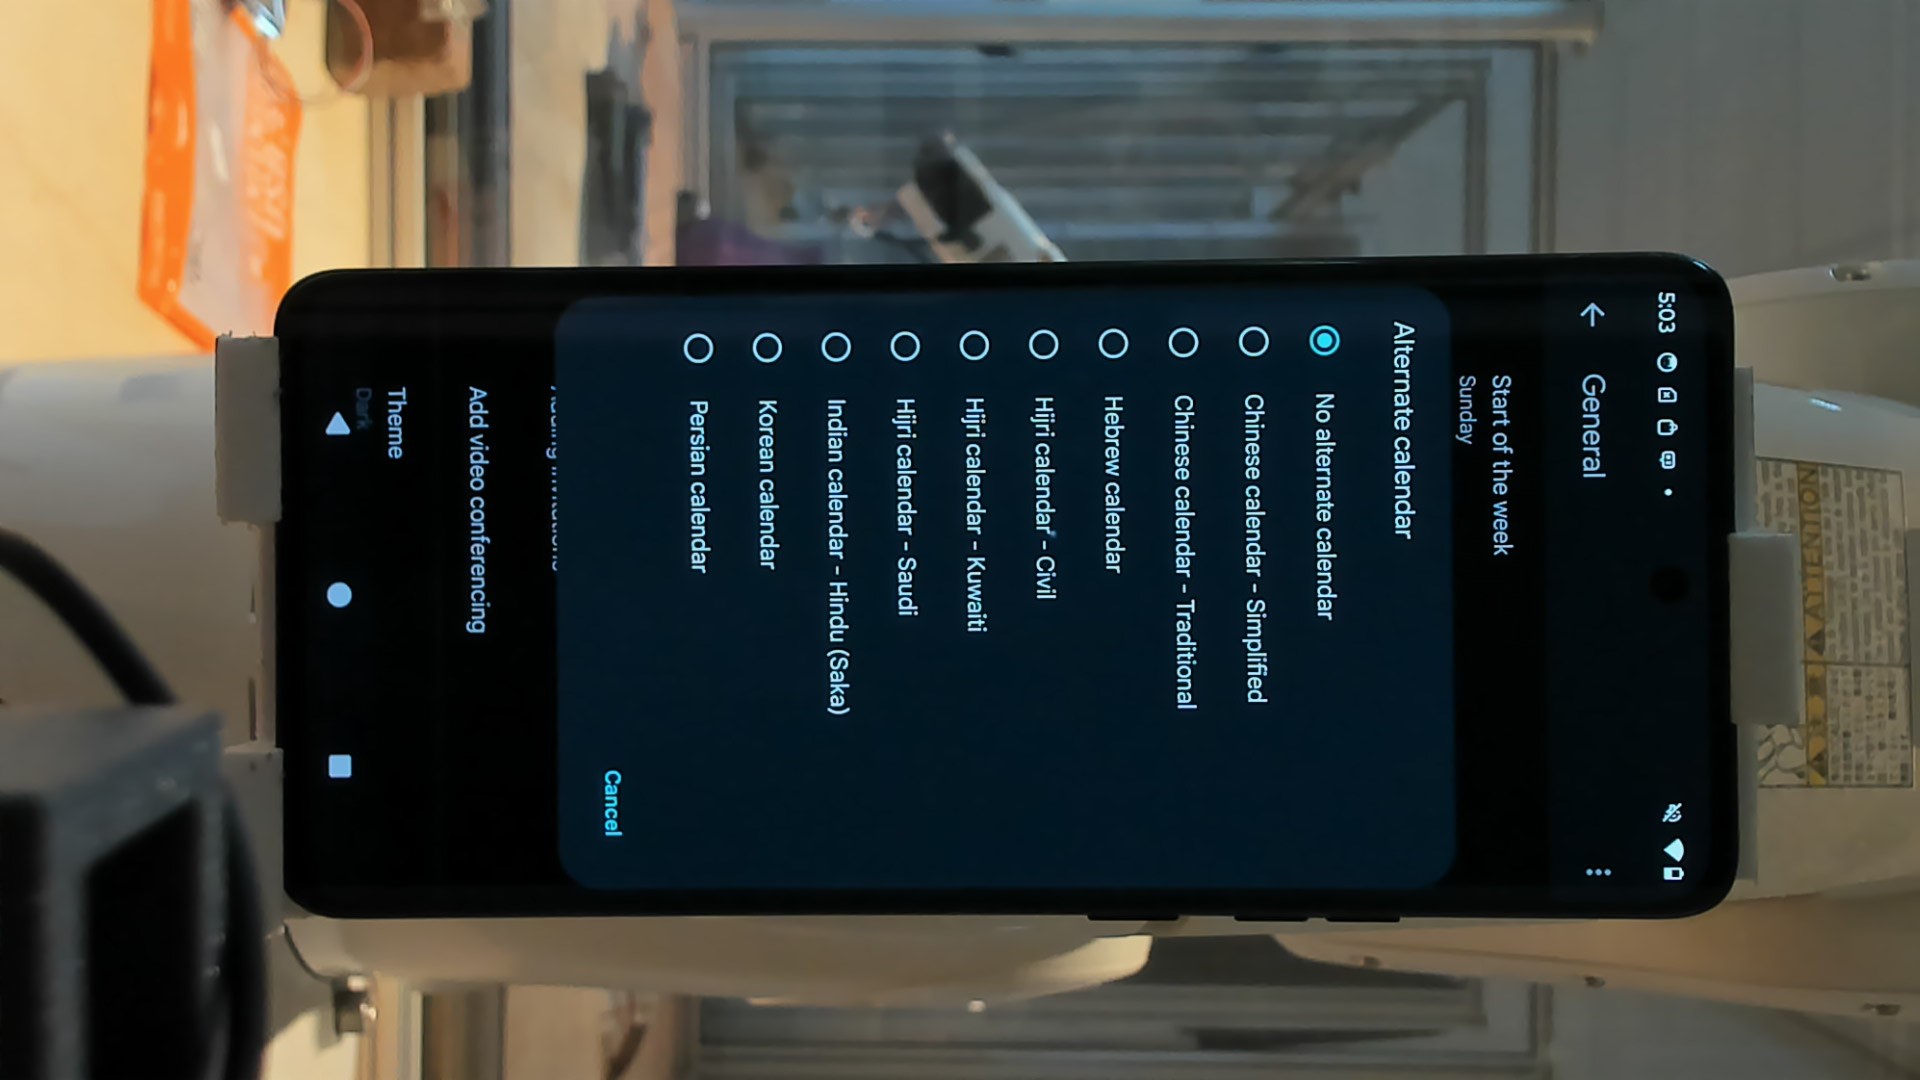 5:03
General
Start of the week
Sunday
Alternate calendar
No alternate calendar
Chinese calendar – Simplified
Chinese calendar – Traditional
Hebrew calendar
Hijri calendar – Civil
Hijri calendar – Kuwaiti
Hijri calendar – Saudi
Indian calendar – Hindu (Saka)
Korean calendar
Persian calendar
Cancel
Add video conferencing
Theme
Dark
ATTENTION